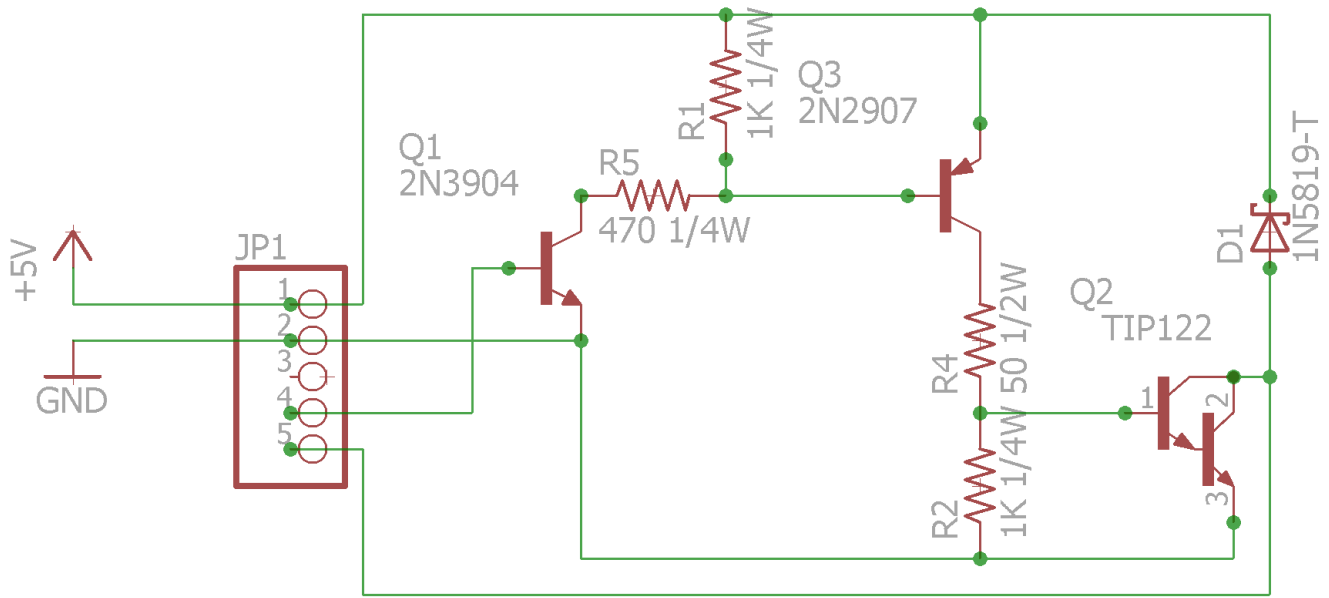 +5V
GND
JP1
1
2
3
4
5
Q1
2N3904
R5
470 1/4W
R1
1K 1/4W
Q3
2N2907
R4
50 1/2W
R2
1K 1/4W
Q2
TIP122
1
2
3
D1
1N5819-T